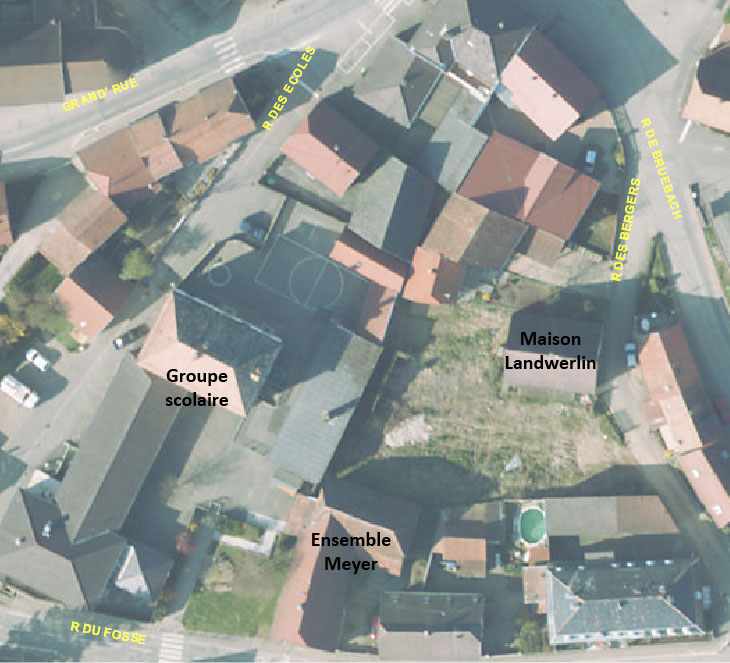 GRAND' RUE
R DES ECOLES
R DE BRUEBACH
R DES BERGERS
Maison
Landwerlin
Groupe
scolaire
Ensemble
Meyer
R DU FOSSE